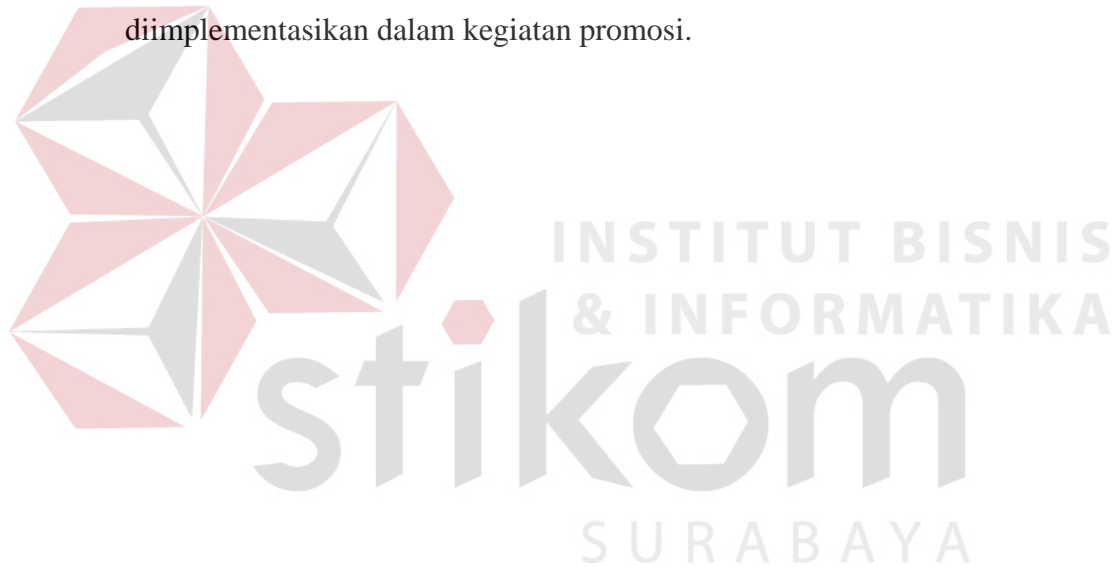 diimplementasikan dalam kegiatan promosi.
INSTITUT BISNIS
& INFORMATIKA
stikom
SURABAYA